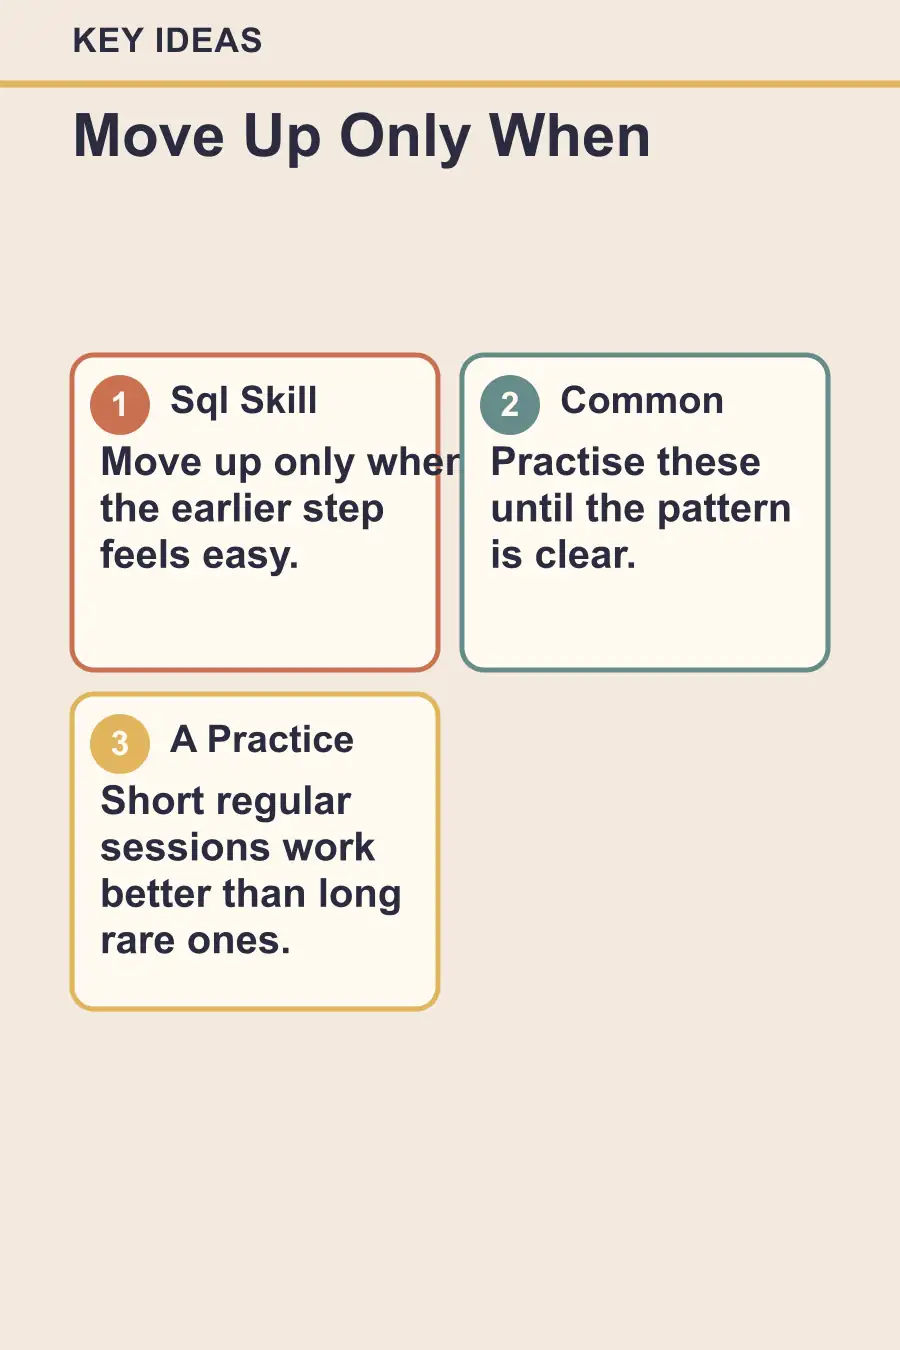 KEY IDEAS
Move Up Only When
1 Sql Skill
Move up only when
the earlier step
feels easy.
2 Common
Practise these
until the pattern
is clear.
3 A Practice
Short regular
sessions work
better than long
rare ones.